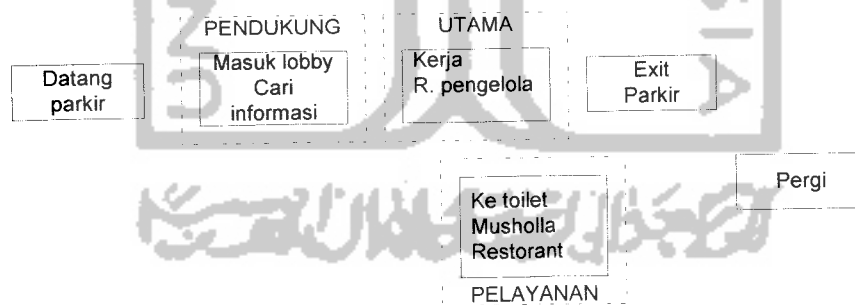 PENDUKUNG
UTAMA
Datang
parkir
Masuk lobby
Cari
informasi
Kerja
R. pengelola
Exit
Parkir
Pergi
Ke toilet
Musholla
Restorant
PELAYANAN